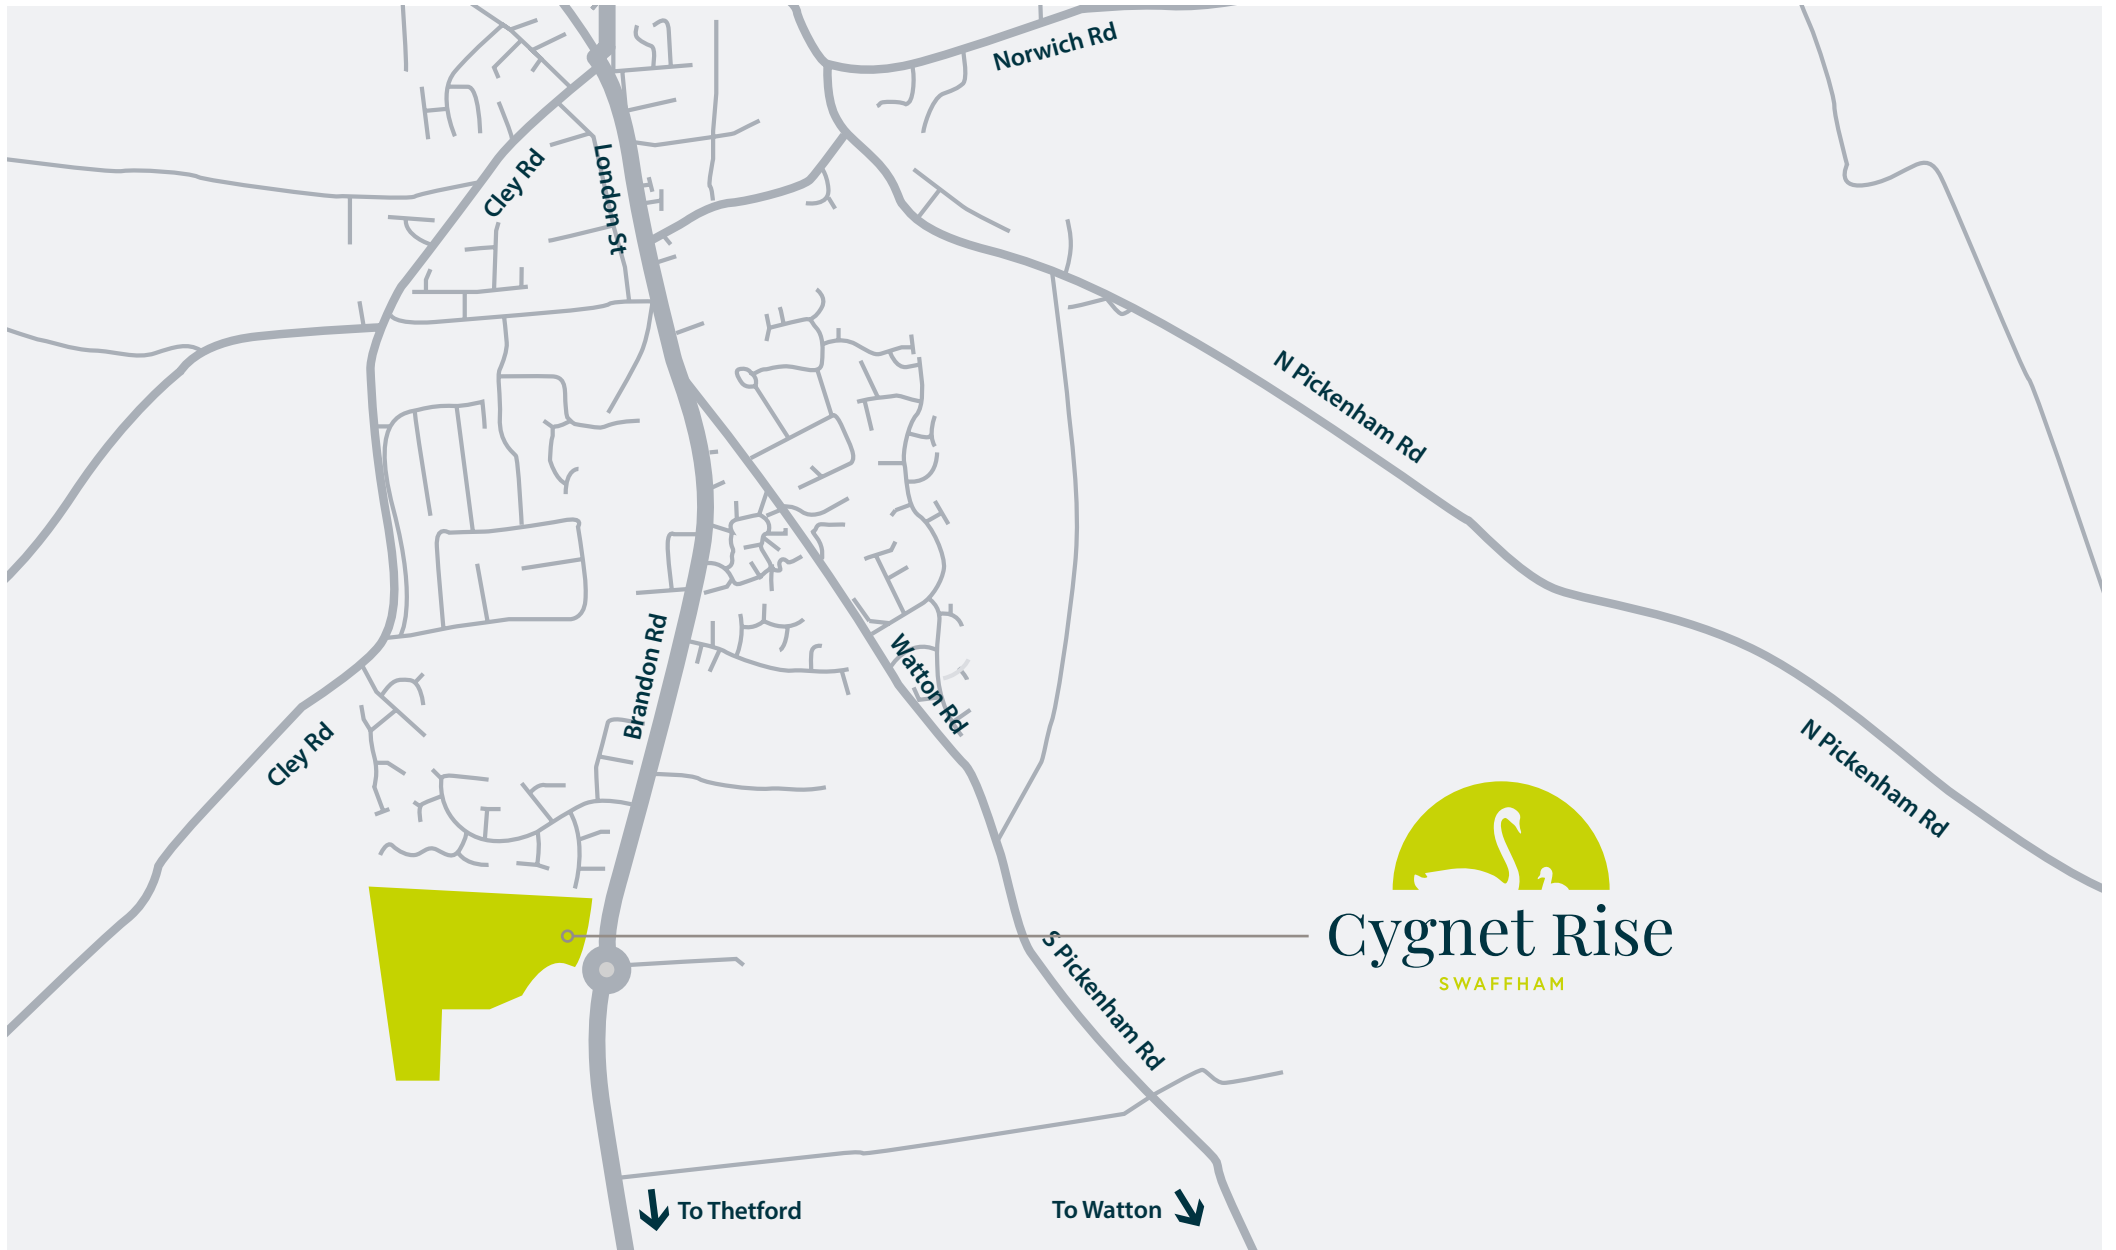 Norwich Rd
Cley Rd
London St
N Pickenham Rd
Brandon Rd
Watton Rd
Cley Rd
N Pickenham Rd
Cygnet Rise
SWAFFHAM
S Pickenham Rd
To Thetford
To Watton